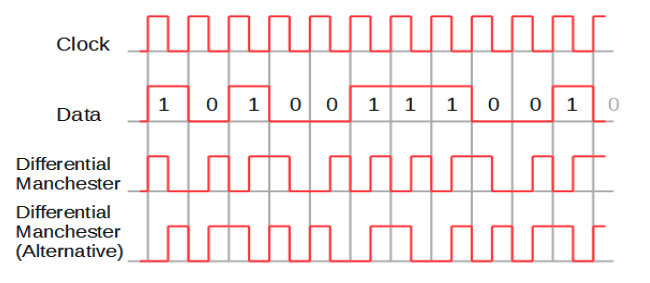 Clock
Data
1 0 1 0 0 1 1 1 0 0 1 0
Differential
Manchester
Differential
Manchester
(Alternative)